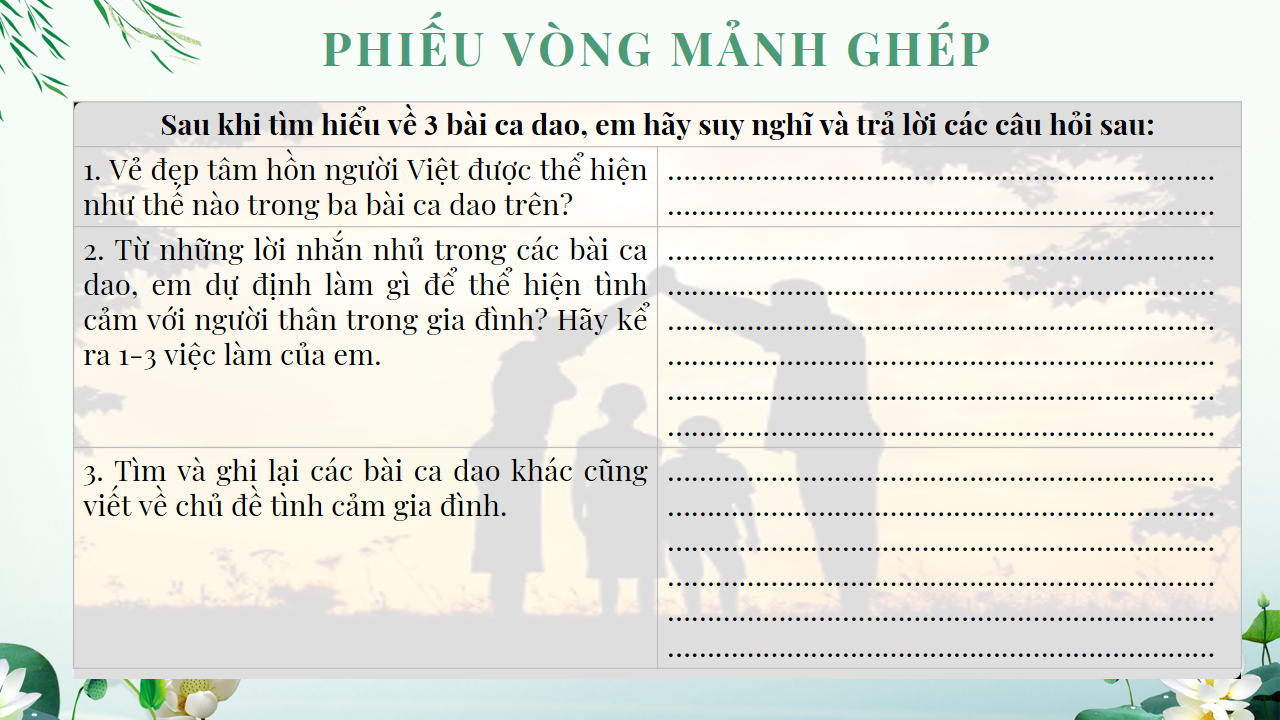 PHIẾU VÒNG MẢNH GHÉP
Sau khi tìm hiểu về 3 bài ca dao, em hãy suy nghĩ và trả lời các câu hỏi sau:
1. Vẻ đẹp tâm hồn người Việt được thể hiện
như thế nào trong ba bài ca dao trên?
……………………………………………………………
……………………………………………………………
2. Từ những lời nhắn nhủ trong các bài ca
dao, em dự định làm gì để thể hiện tình
cảm với người thân trong gia đình? Hãy kể
ra 1-3 việc làm của em.
……………………………………………………………
……………………………………………………………
……………………………………………………………
……………………………………………………………
……………………………………………………………
……………………………………………………………
3. Tìm và ghi lại các bài ca dao khác cũng
viết về chủ đề tình cảm gia đình.
……………………………………………………………
……………………………………………………………
……………………………………………………………
……………………………………………………………
……………………………………………………………
……………………………………………………………